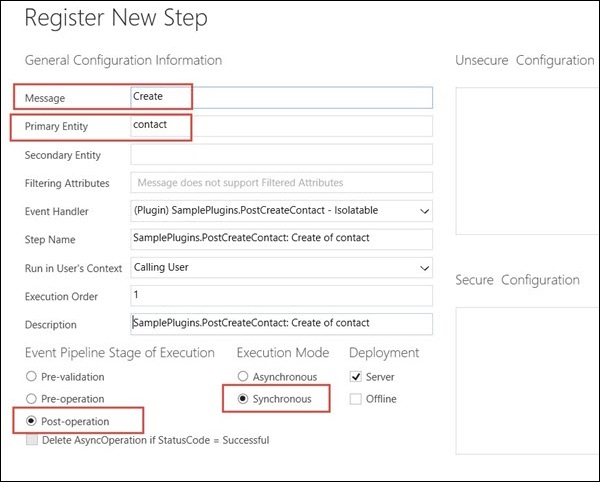 Register New Step
General Configuration Information
Message Create
Primary Entity contact
Secondary Entity
Filtering Attributes Message does not support Filtered Attributes
Event Handler (Plugin) SamplePlugins.PostCreateContact - Isolatable
Step Name SamplePlugins.PostCreateContact: Create of contact
Run in User's Context Calling User
Execution Order 1
Description SamplePlugins.PostCreateContact: Create of contact
Event Pipeline Stage of Execution Execution Mode Deployment
Pre-validation Asynchronous Server
Pre-operation Synchronous Offline
Post-operation
Delete AsyncOperation if StatusCode = Successful
Unsecure Configuration
Secure Configuration